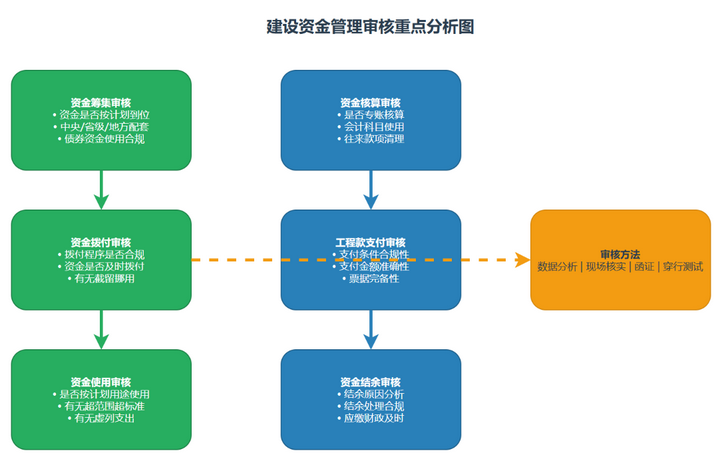 建设资金管理审核重点分析图
资金筹集审核
• 资金是否按计划到位
• 中央/省级/地方配套
• 债券资金使用合规
资金核算审核
• 是否专账核算
• 会计科目使用
• 往来款项清理
资金拨付审核
• 拨付程序是否合规
• 资金是否及时拨付
• 有无截留挪用
工程款支付审核
• 支付条件合规性
• 支付金额准确性
• 票据完备性
审核方法
数据分析 | 现场核实 | 函证 | 穿行测试
资金使用审核
• 是否按计划用途使用
• 有无超范围超标准
• 有无虚列支出
资金结余审核
• 结余原因分析
• 结余处理合规
• 应缴财政及时